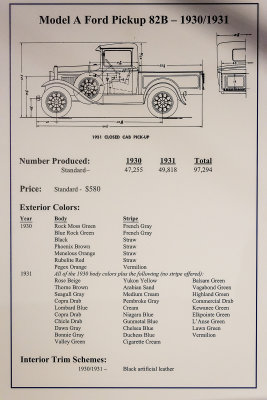 Model A Ford Pickup 82B – 1930/1931
1931 CLOSED CAB PICK-UP
Number Produced: 1930 1931 Total
Standard – 47,255 49,818 97,294
Price: Standard - $580
Exterior Colors:
Year Body Stripe
1930 Rock Moss Green French Gray
Blue Rock Green French Gray
Black Straw
Phoenix Brown Straw
Menelous Orange Straw
Rubelite Red Straw
Pegex Orange Vermilion
1931 All of the 1930 body colors plus the following (no stripe offered):
Rose Beige Yukon Yellow Balsam Green
Thorne Brown Arabian Sand Vagabond Green
Seagull Gray Medium Cream Highland Green
Copra Drab Pembroke Gray Commercial Drab
Lombard Blue Cream Kewanee Green
Copra Drab Niagara Blue Elkpointe Green
Chicle Drab Gunmetal Blue L'Anse Green
Dawn Gray Chelsea Blue Lawn Green
Bonnie Gray Duchess Blue Vermilion
Valley Green Cigarette Cream
Interior Trim Schemes:
1930/1931 – Black artificial leather